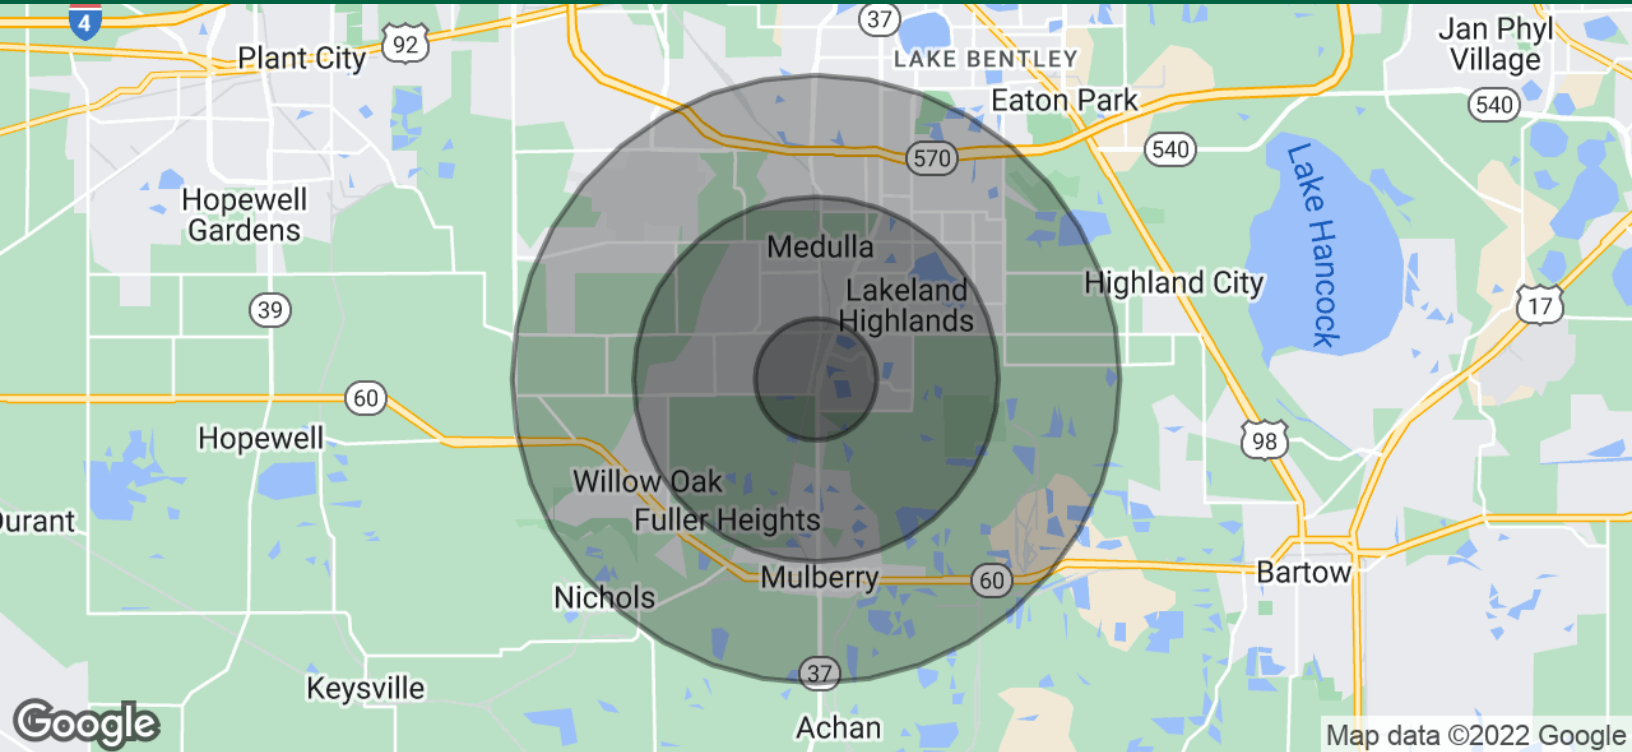 4
92
37
Plant City
LAKE BENTLEY
Jan Phyl
Village
Eaton Park
540
570
540
Hopewell
Gardens
Medulla
Lakeland
Highlands
Highland City
Lake Hancock
39
17
60
Hopewell
98
Willow Oak
Fuller Heights
Durant
Mulberry
60
Bartow
Nichols
37
Keysville
Achan
Google
Map data ©2022 Google